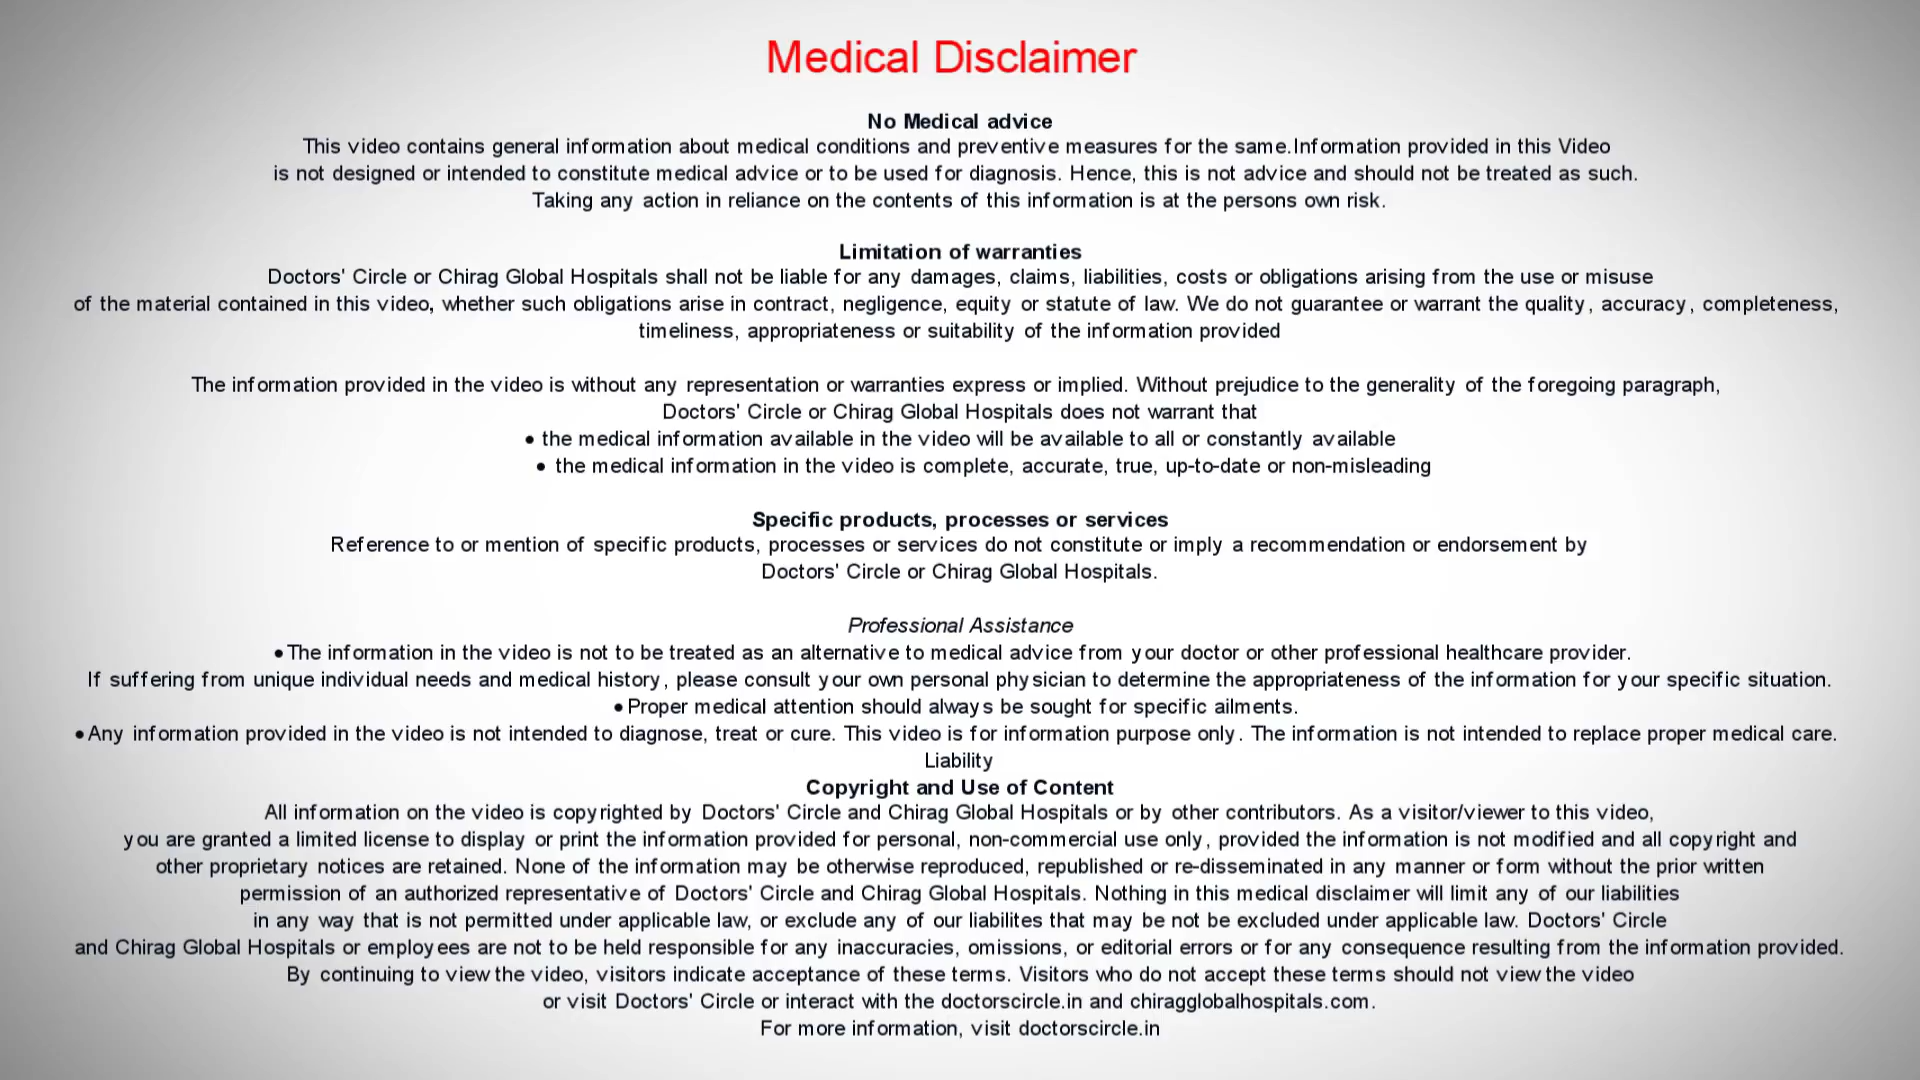 Medical Disclaimer
No Medical advice
This video contains general information about medical conditions and preventive measures for the same.Information provided in this Video
is not designed or intended to constitute medical advice or to be used for diagnosis. Hence, this is not advice and should not be treated as such.
Taking any action in reliance on the contents of this information is at the persons own risk.
Limitation of warranties
Doctors' Circle or Chirag Global Hospitals shall not be liable for any damages, claims, liabilities, costs or obligations arising from the use or misuse
of the material contained in this video, whether such obligations arise in contract, negligence, equity or statute of law. We do not guarantee or warrant the quality, accuracy, completeness,
timeliness, appropriateness or suitability of the information provided
The information provided in the video is without any representation or warranties express or implied. Without prejudice to the generality of the foregoing paragraph,
Doctors' Circle or Chirag Global Hospitals does not warrant that
• the medical information available in the video will be available to all or constantly available
• the medical information in the video is complete, accurate, true, up-to-date or non-misleading
Specific products, processes or services
Reference to or mention of specific products, processes or services do not constitute or imply a recommendation or endorsement by
Doctors' Circle or Chirag Global Hospitals.
Professional Assistance
•The information in the video is not to be treated as an alternative to medical advice from your doctor or other professional healthcare provider.
If suffering from unique individual needs and medical history, please consult your own personal physician to determine the appropriateness of the information for your specific situation.
•Proper medical attention should always be sought for specific ailments.
•Any information provided in the video is not intended to diagnose, treat or cure. This video is for information purpose only. The information is not intended to replace proper medical care.
Liability
Copyright and Use of Content
All information on the video is copyrighted by Doctors' Circle and Chirag Global Hospitals or by other contributors. As a visitor/viewer to this video,
you are granted a limited license to display or print the information provided for personal, non-commercial use only, provided the information is not modified and all copyright and
other proprietary notices are retained. None of the information may be otherwise reproduced, republished or re-disseminated in any manner or form without the prior written
permission of an authorized representative of Doctors' Circle and Chirag Global Hospitals. Nothing in this medical disclaimer will limit any of our liabilities
in any way that is not permitted under applicable law, or exclude any of our liabilites that may be not be excluded under applicable law. Doctors' Circle
and Chirag Global Hospitals or employees are not to be held responsible for any inaccuracies, omissions, or editorial errors or for any consequence resulting from the information provided.
By continuing to view the video, visitors indicate acceptance of these terms. Visitors who do not accept these terms should not view the video
or visit Doctors' Circle or interact with the doctorscircle.in and chiragglobalhospitals.com.
For more information, visit doctorscircle.in